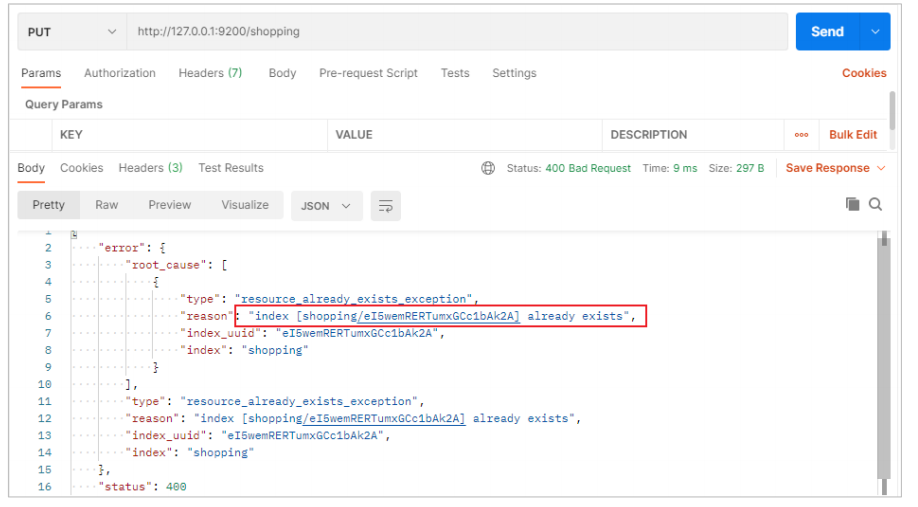 PUT http://127.0.0.1:9200/shopping Send
Params Authorization Headers (7) Body Pre-request Script Tests Settings Cookies
Query Params
KEY VALUE DESCRIPTION Bulk Edit
Body Cookies Headers (3) Test Results Status: 400 Bad Request Time: 9 ms Size: 297 B Save Response
Pretty Raw Preview Visualize JSON
1 {
2 "error": {
3 "root_cause": [
4 {
5 "type": "resource_already_exists_exception",
6 "reason": "index [shopping/eI5wemRERTumxGCc1bAk2A] already exists",
7 "index_uuid": "eI5wemRERTumxGCc1bAk2A",
8 "index": "shopping"
9 }
10 ],
11 "type": "resource_already_exists_exception",
12 "reason": "index [shopping/eI5wemRERTumxGCc1bAk2A] already exists",
13 "index_uuid": "eI5wemRERTumxGCc1bAk2A",
14 "index": "shopping"
15 },
16 "status": 400